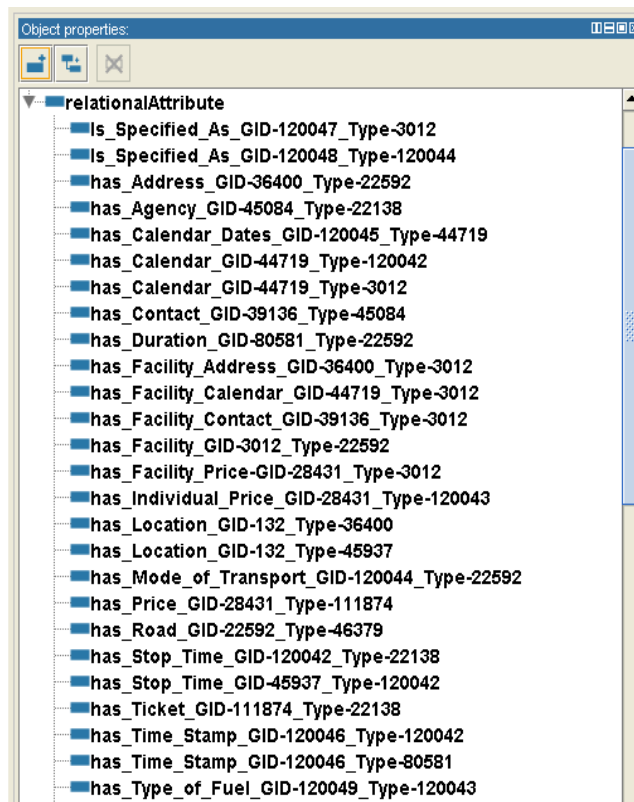 Object properties:
relationalAttribute
Is_Specified_As_GID-120047_Type-3012
Is_Specified_As_GID-120048_Type-120044
has_Address_GID-36400_Type-22592
has_Agency_GID-45084_Type-22138
has_Calendar_Dates_GID-120045_Type-44719
has_Calendar_GID-44719_Type-120042
has_Calendar_GID-44719_Type-3012
has_Contact_GID-39136_Type-45084
has_Duration_GID-80581_Type-22592
has_Facility_Address_GID-36400_Type-3012
has_Facility_Calendar_GID-44719_Type-3012
has_Facility_Contact_GID-39136_Type-3012
has_Facility_GID-3012_Type-22592
has_Facility_Price-GID-28431_Type-3012
has_Individual_Price_GID-28431_Type-120043
has_Location_GID-132_Type-36400
has_Location_GID-132_Type-45937
has_Mode_of_Transport_GID-120044_Type-22592
has_Price_GID-28431_Type-111874
has_Road_GID-22592_Type-46379
has_Stop_Time_GID-120042_Type-22138
has_Stop_Time_GID-45937_Type-120042
has_Ticket_GID-111874_Type-22138
has_Time_Stamp_GID-120046_Type-120042
has_Time_Stamp_GID-120046_Type-80581
has_Type_of_Fuel_GID-120049_Type-120043